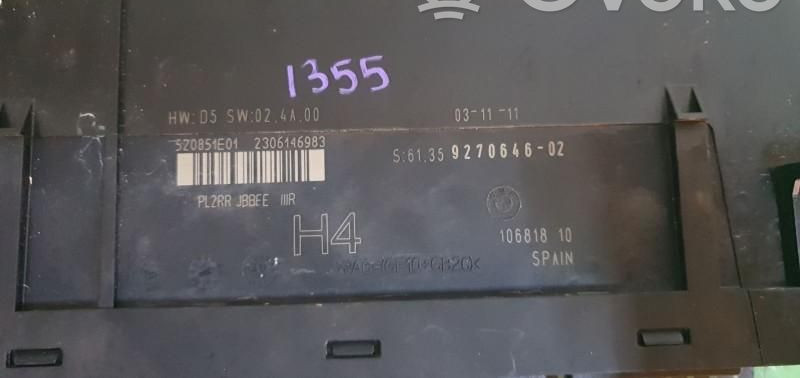 1355
HW:D5 SW:02.4A.00 03-11-11
520851E01 2306146983
S:61.35 9270646-02
PL2RR JBBFE IIIR
H4
106818 10
SPAIN